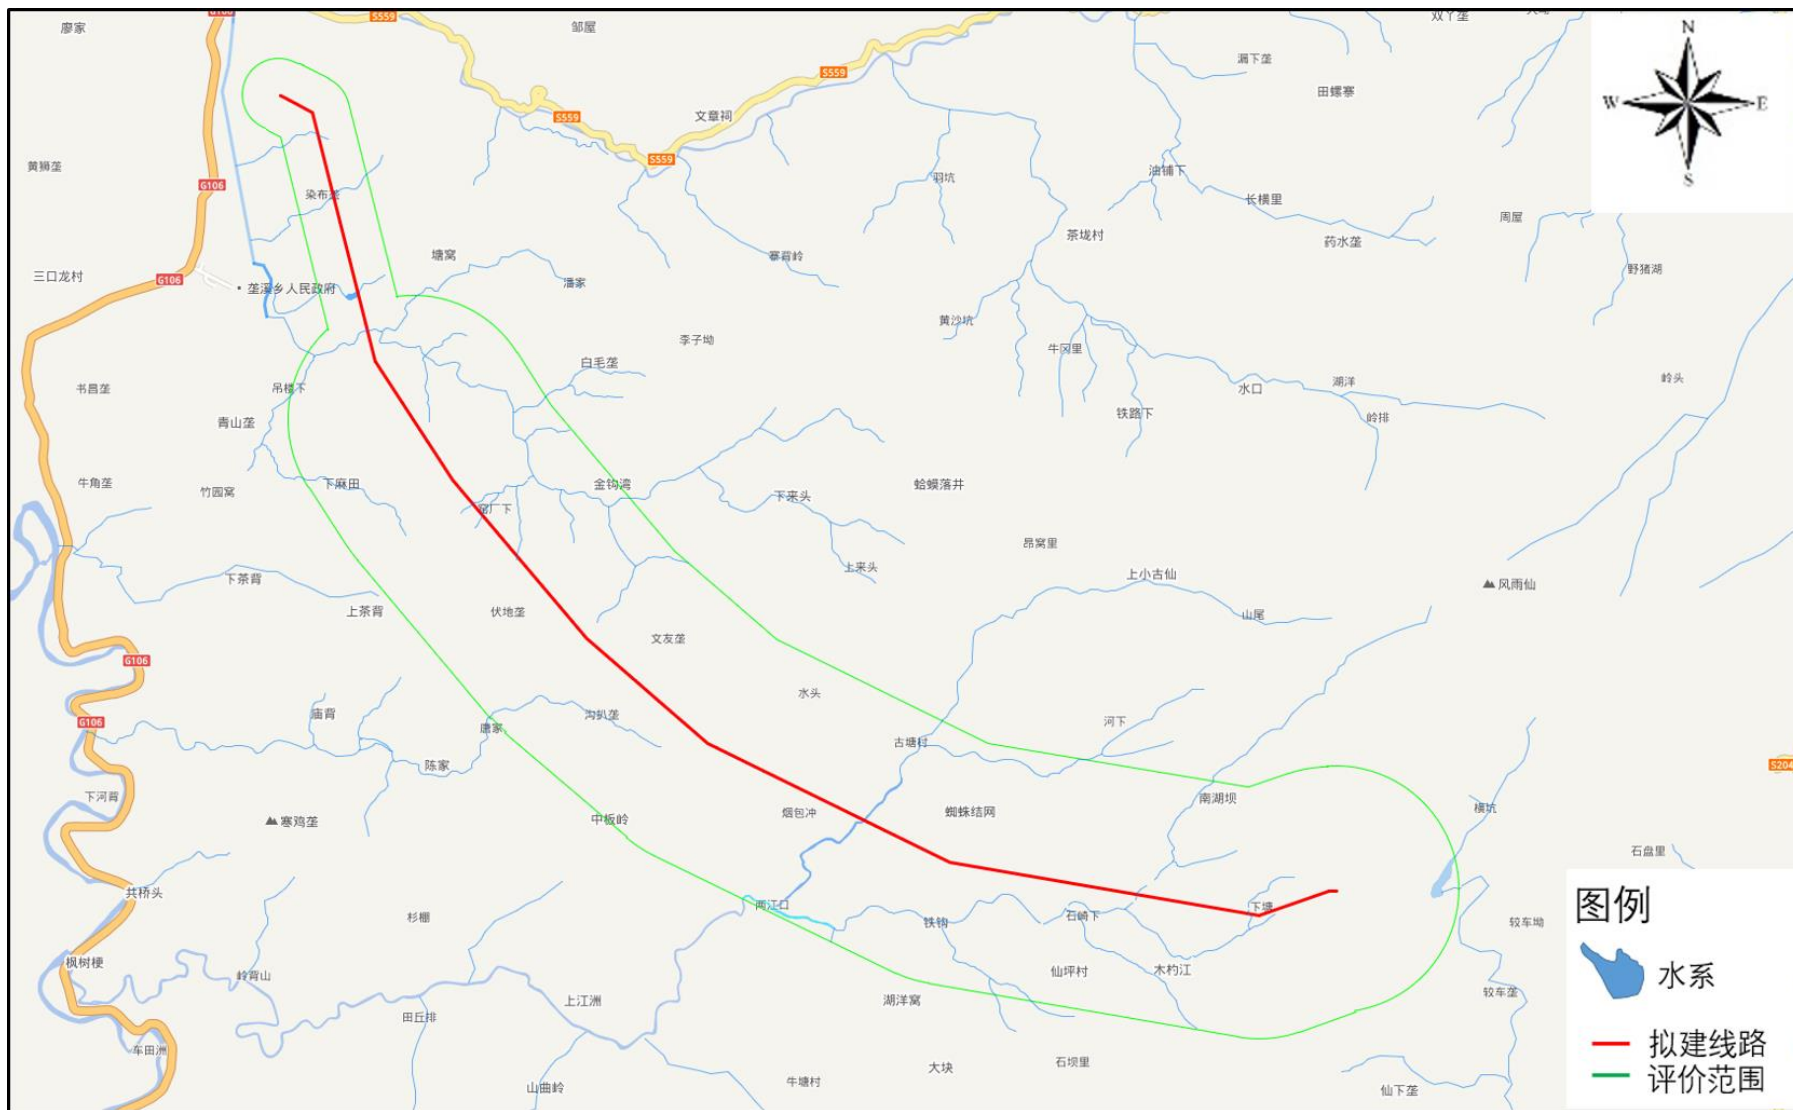 G106
S559
双丫垄
廖家
邹屋
N
漏下垄
S559
田螺寨
W
E
S559
文章祠
S559
黄狮垄
油铺下
羽坑
S
G106
长横里
周屋
茶垅村
药水垄
塘窝
寨背岭
野猪湖
三口龙村
G106
潘家
垄溪乡人民政府
黄沙坑
李子坳
牛冈里
白毛垄
岭头
湖洋
书昌垄
吊楼下
水口
铁路下
岭排
青山垄
牛角垄
竹园窝
下麻田
金钩湾
蛤蟆落井
下来头
窑厂下
昂窝里
上来头
上小古仙
下茶背
风雨仙
上茶背
伏地垄
山尾
文友垄
G106
水头
庙背
沟扒垄
G106
唐家
河下
古塘村
陈家
S204
下河背
南湖坝
横坑
寒鸡垄
中板岭
烟包冲
蜘蛛结网
石盘里
共桥头
两江口
下塘
图例
杉棚
铁钩
石崎下
较车坳
枫树梗
岭背山
仙坪村
木杓江
水系
上江洲
湖洋窝
较车垄
田丘排
拟建线路
车田洲
石坝里
大块
牛塘村
评价范围
山曲岭
仙下垄